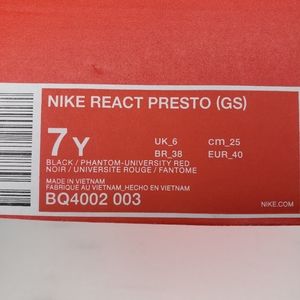 NIKE REACT PRESTO (GS)
7 Y
UK_6 cm_25
BR_38 EUR_40
BLACK / PHANTOM-UNIVERSITY RED
NOIR / UNIVERSITE ROUGE / FANTOME
MADE IN VIETNAM
FABRIQUE AU VIETNAM_HECHO EN VIETNAM
BQ4002 003
NIKE.COM